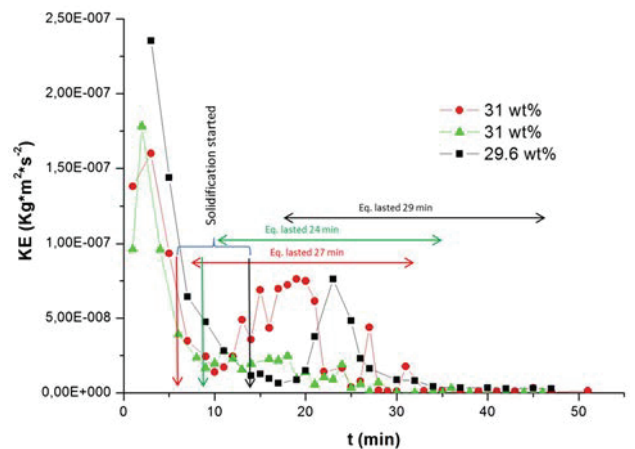 2,50E-007
2,00E-007
1,50E-007
1,00E-007
5,00E-008
0,00E+000
KE (Kg*m²*s⁻²)
Solidification started
31 wt%
31 wt%
29.6 wt%
Eq. lasted 29 min
Eq. lasted 24 min
Eq. lasted 27 min
0 10 20 30 40 50
t (min)